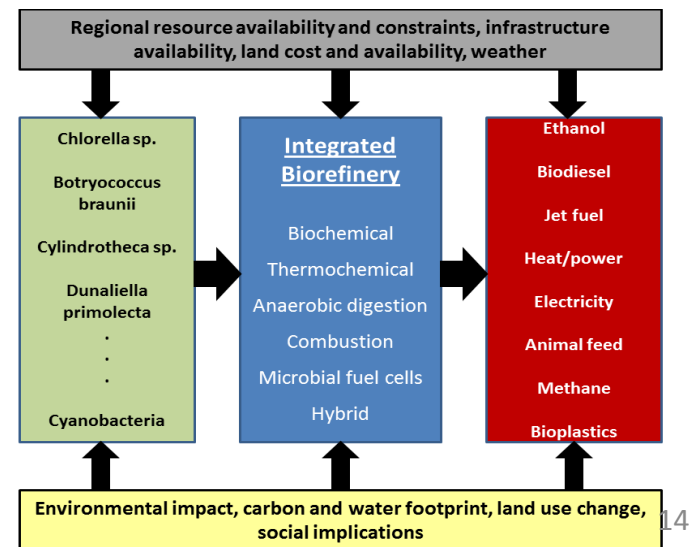 Regional resource availability and constraints, infrastructure
availability, land cost and availability, weather
Chlorella sp.
Botryococcus
braunii
Cylindrotheca sp.
Dunaliella
primolecta
.
.
.
Cyanobacteria
Integrated
Biorefinery
Biochemical
Thermochemical
Anaerobic digestion
Combustion
Microbial fuel cells
Hybrid
Ethanol
Biodiesel
Jet fuel
Heat/power
Electricity
Animal feed
Methane
Bioplastics
Environmental impact, carbon and water footprint, land use change,
social implications
14